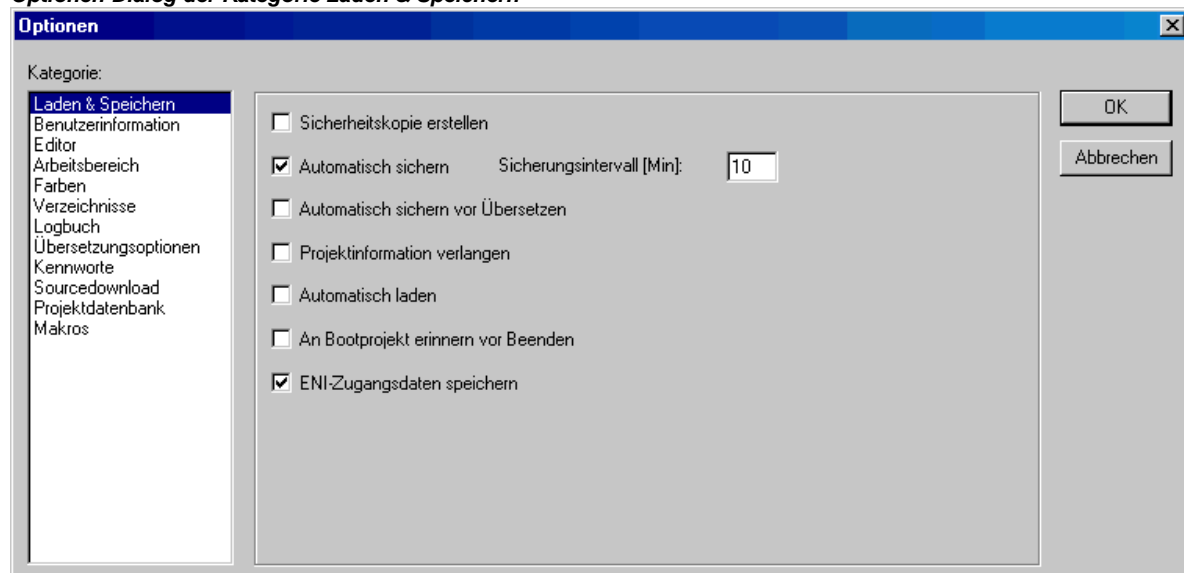 Optionen-Dialog der Kategorie Laden & Speichern
Optionen
Kategorie:
Laden & Speichern
Benutzerinformation
Editor
Arbeitsbereich
Farben
Verzeichnisse
Logbuch
Übersetzungsoptionen
Kennworte
Sourcedownload
Projektdatenbank
Makros
Sicherheitskopie erstellen
Automatisch sichern Sicherungsintervall [Min]: 10
Automatisch sichern vor Übersetzen
Projektinformation verlangen
Automatisch laden
An Bootprojekt erinnern vor Beenden
ENI-Zugangsdaten speichern
OK
Abbrechen